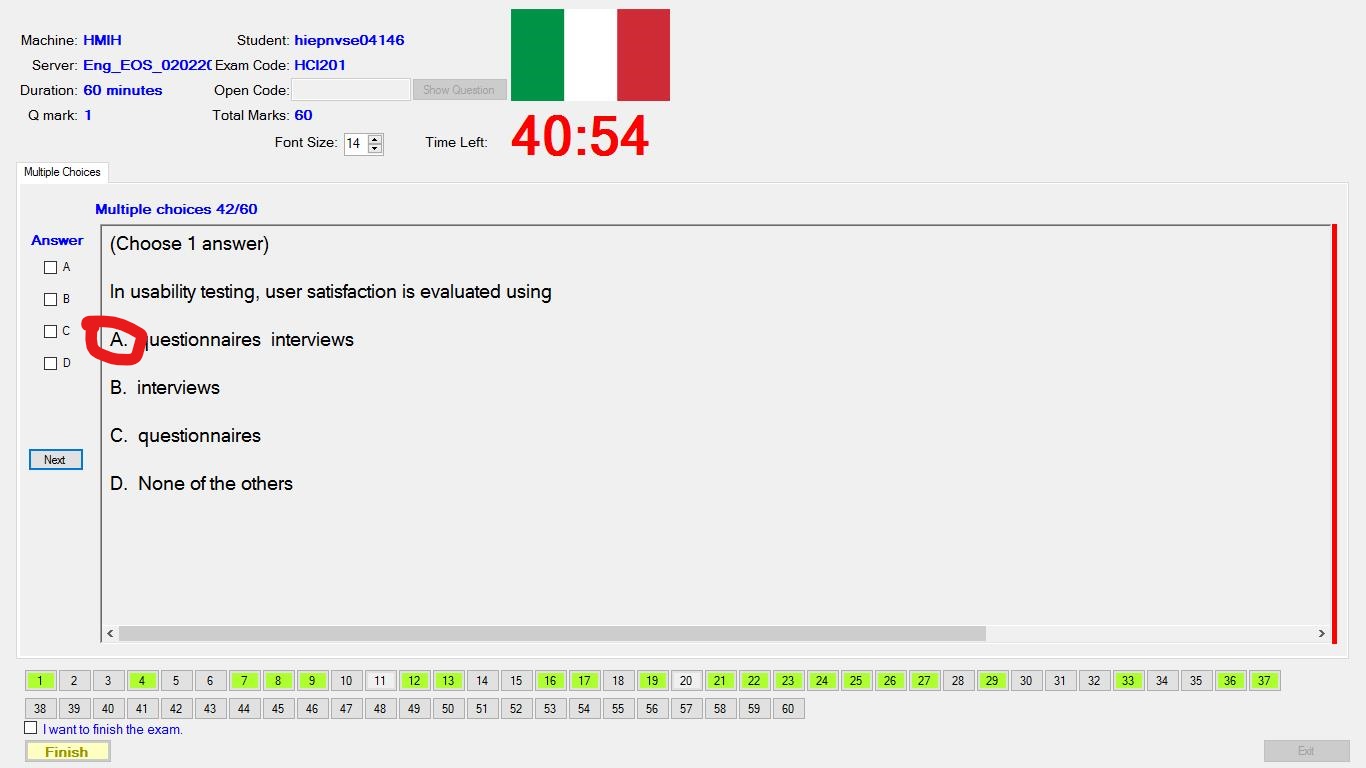 Machine: HMIH Student: hiepnvse04146
Server: Eng_EOS_02022( Exam Code: HCI201
Duration: 60 minutes Open Code: Show Question
Q mark: 1 Total Marks: 60
Font Size: 14 Time Left: 40:54
Multiple Choices
Multiple choices 42/60
Answer
A
B
C
D
Next
(Choose 1 answer)
In usability testing, user satisfaction is evaluated using
A. questionnaires interviews
B. interviews
C. questionnaires
D. None of the others
1 2 3 4 5 6 7 8 9 10 11 12 13 14 15 16 17 18 19 20 21 22 23 24 25 26 27 28 29 30 31 32 33 34 35 36 37
38 39 40 41 42 43 44 45 46 47 48 49 50 51 52 53 54 55 56 57 58 59 60
I want to finish the exam.
Finish Exit